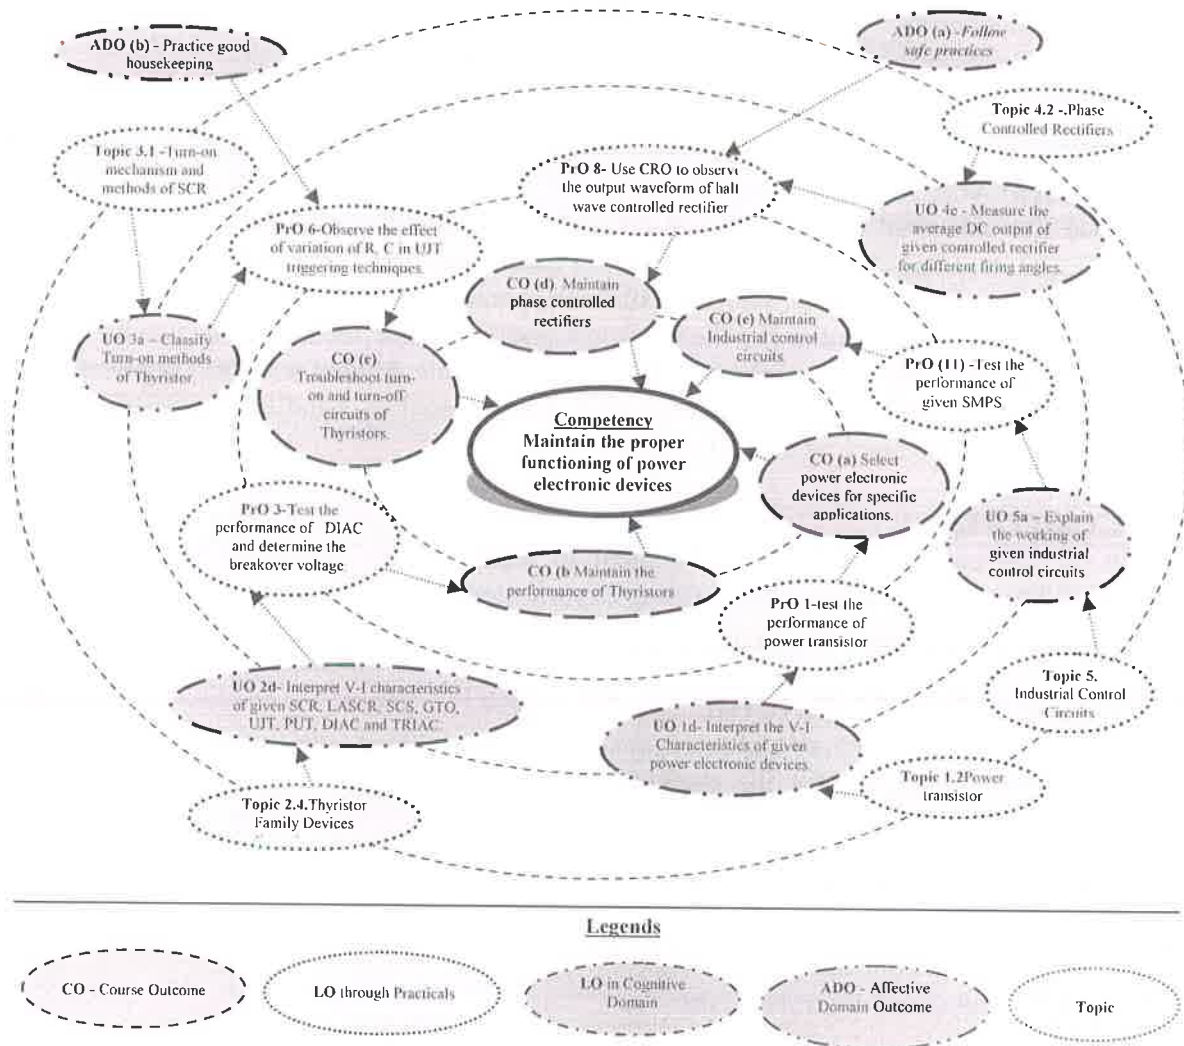 ADO (b) - Practice good
housekeeping
ADO (a) -Follow
safe practices
Topic 4.2 -.Phase
Controlled Rectifiers
Topic 3.1 -Turn-on
mechanism and
methods of SCR
PrO 8- Use CRO to observe
the output waveform of half
wave controlled rectifier
UO 4e - Measure the
average DC output of
given controlled rectifier
for different firing angles.
PrO 6-Observe the effect
of variation of R, C in UJT
triggering techniques.
CO (d) Maintain
phase controlled
rectifiers
CO (e) Maintain
Industrial control
circuits
UO 3a – Classify
Turn-on methods
of Thyristor.
CO (c)
Troubleshoot turn-
on and turn-off
circuits of
Thyristors.
PrO (11) -Test the
performance of
given SMPS
Competency
Maintain the proper
functioning of power
electronic devices
CO (a) Select
power electronic
devices for specific
applications.
PrO 3-Test the
performance of DIAC
and determine the
breakover voltage
UO 5a – Explain
the working of
given industrial
control circuits
CO (b Maintain the
performance of Thyristors
PrO 1-test the
performance of
power transistor
UO 2d- Interpret V-I characteristics
of given SCR, LASCR, SCS, GTO,
UJT, PUT, DIAC and TRIAC
Topic 5.
Industrial Control
Circuits
UO 1d- Interpret the V-I
Characteristics of given
power electronic devices
Topic 1.2Power
transistor
Topic 2.4.Thyristor
Family Devices
Legends
CO - Course Outcome
LO through Practicals
LO in Cognitive
Domain
ADO - Affective
Domain Outcome
Topic